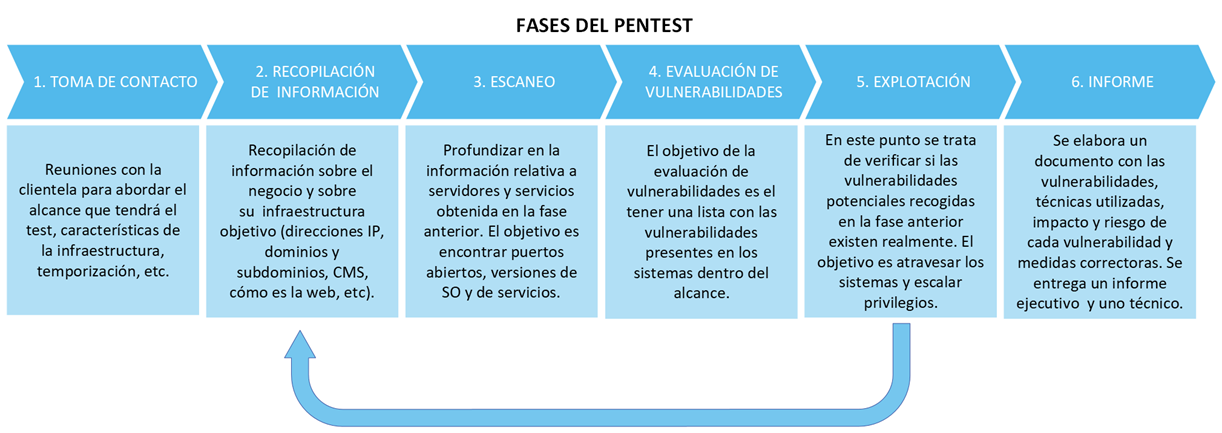 FASES DEL PENTEST
1. TOMA DE CONTACTO
2. RECOPILACIÓN
DE INFORMACIÓN
3. ESCANEO
4. EVALUACIÓN DE
VULNERABILIDADES
5. EXPLOTACIÓN
6. INFORME
Reuniones con la
clientela para abordar el
alcance que tendrá el
test, características de
la infraestructura,
temporización, etc.
Recopilación de
información sobre el
negocio y sobre
su infraestructura
objetivo (direcciones IP,
dominios y
subdominios, CMS,
cómo es la web, etc).
Profundizar en la
información relativa a
servidores y servicios
obtenida en la fase
anterior. El objetivo es
encontrar puertos
abiertos, versiones de
SO y de servicios.
El objetivo de la
evaluación de
vulnerabilidades es el
tener una lista con las
vulnerabilidades
presentes en los
sistemas dentro del
alcance.
En este punto se trata
de verificar si las
vulnerabilidades
potenciales recogidas
en la fase anterior
existen realmente. El
objetivo es atravesar los
sistemas y escalar
privilegios.
Se elabora un
documento con las
vulnerabilidades,
técnicas utilizadas,
impacto y riesgo de
cada vulnerabilidad y
medidas correctoras. Se
entrega un informe
ejecutivo y uno técnico.